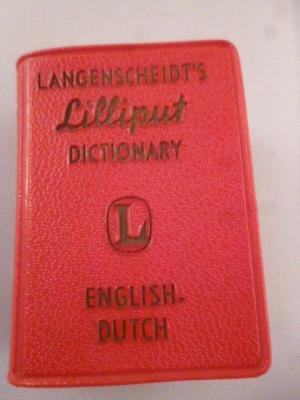 LANGENSCHEIDT'S
Lilliput
DICTIONARY
L
ENGLISH-
DUTCH